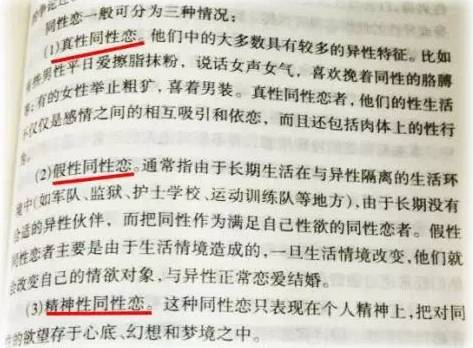 同性恋一般可分为三种情况：
(1)真性同性恋。他们中的大多数具有较多的异性特征。比如
些男性平日爱擦脂抹粉，说话女声女气，喜欢挽着同性的胳膊
；有的女性举止粗犷，喜着男装。真性同性恋者，他们的性生活
不仅仅是感情之间的相互吸引和依恋，而且还包括肉体上的性行
(2)假性同性恋。通常指由于长期生活在与异性隔离的生活环
境中(如军队、监狱、护士学校、运动训练队等地方)，由于长期没有
合适的异性伙伴，而把同性作为满足自己性欲的同性恋者。假性
同性恋者主要是由于生活情境造成的，一旦生活情境改变，他们就
会改变自己的情欲对象，与异性正常恋爱结婚。
(3)精神性同性恋。这种同性恋只表现在个人精神上，把对同
性的欲望存于心底、幻想和梦境之中。